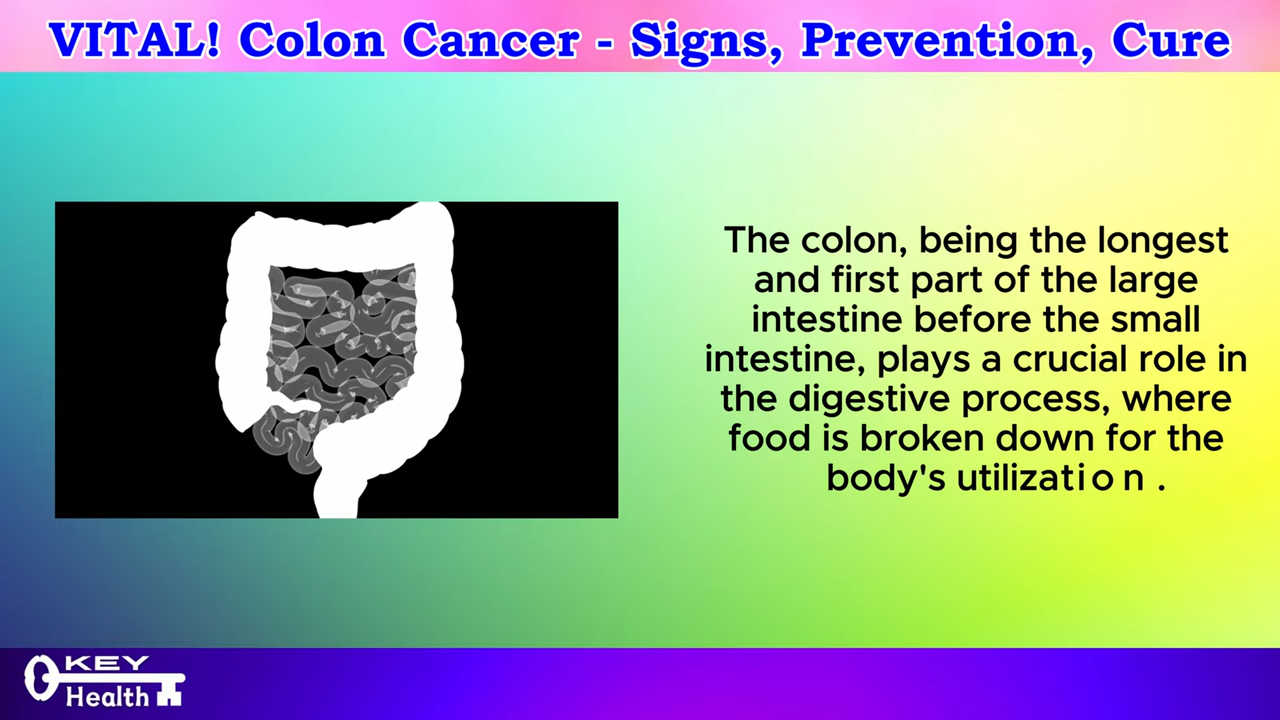 VITAL! Colon Cancer - Signs, Prevention, Cure
The colon, being the longest
and first part of the large
intestine before the small
intestine, plays a crucial role in
the digestive process, where
food is broken down for the
body's utilization .
KEY
Health